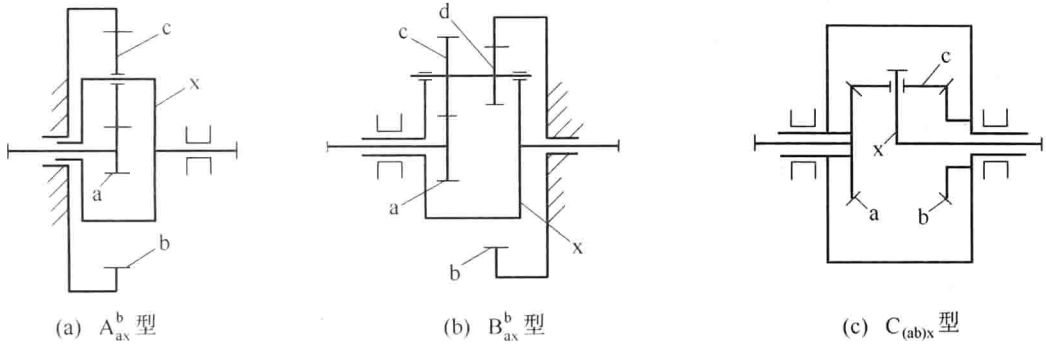 c
x
a
b
(a) A^b_ax 型
d
c
a
b
x
(b) B^b_ax 型
c
x
a
b
(c) C_(ab)x 型